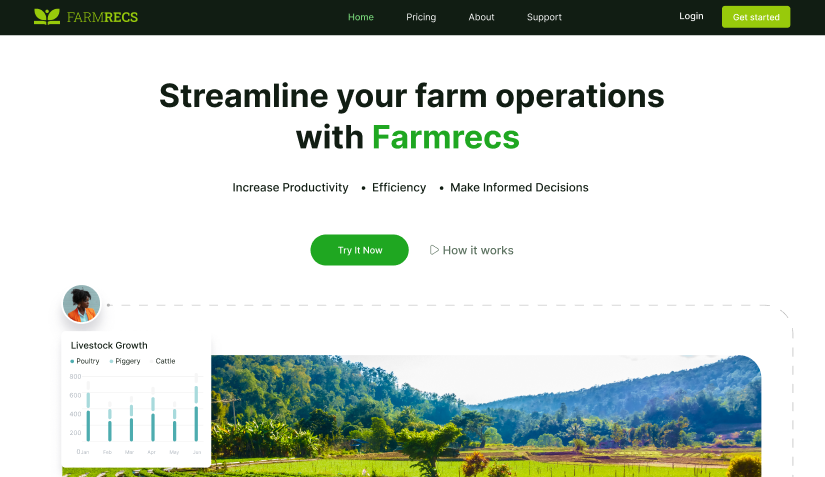 FARMRECS
Home Pricing About Support
Login Get started
Streamline your farm operations
with Farmrecs
Increase Productivity • Efficiency • Make Informed Decisions
Try It Now How it works
Livestock Growth
Poultry Piggery Cattle
800
600
400
200
0 Jan Feb Mar Apr May Jun